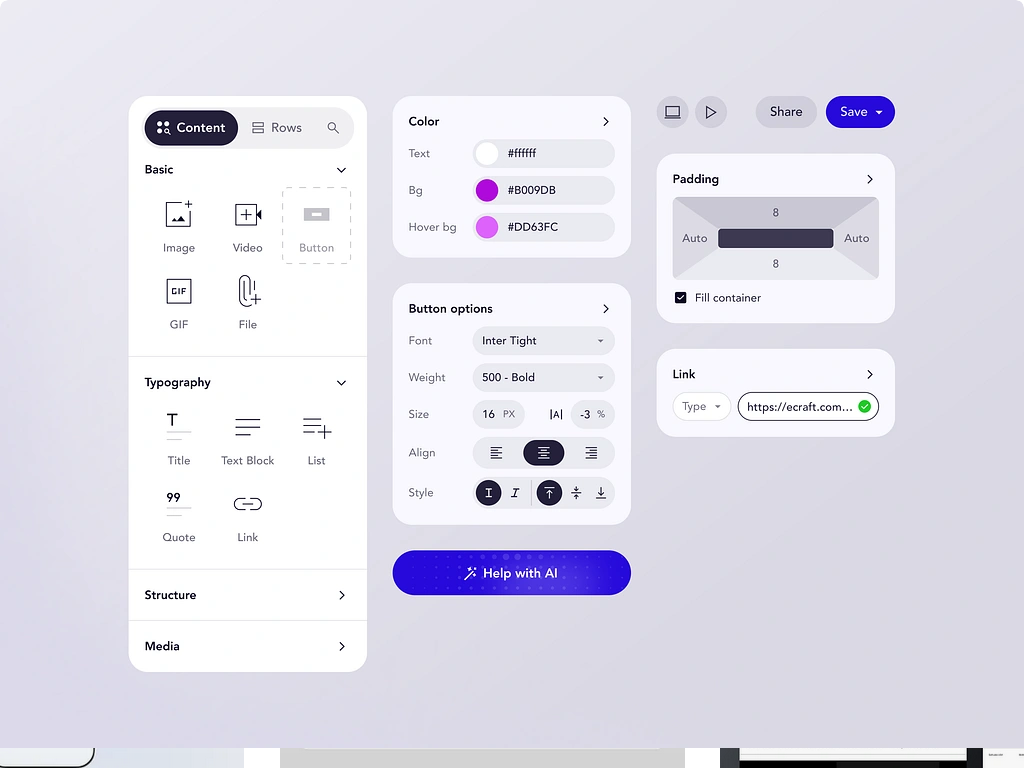 Content
Rows
Basic
Image
Video
Button
GIF
GIF
File
Typography
T
Title
Text Block
List
99
Quote
Link
Structure
Media
Color
Text
#ffffff
Bg
#B009DB
Hover bg
#DD63FC
Button options
Font
Inter Tight
Weight
500 - Bold
Size
16 PX
|A|
-3 %
Align
Style
I
I
Help with AI
Share
Save
Padding
8
Auto
Auto
8
Fill container
Link
Type
https://ecraft.com...